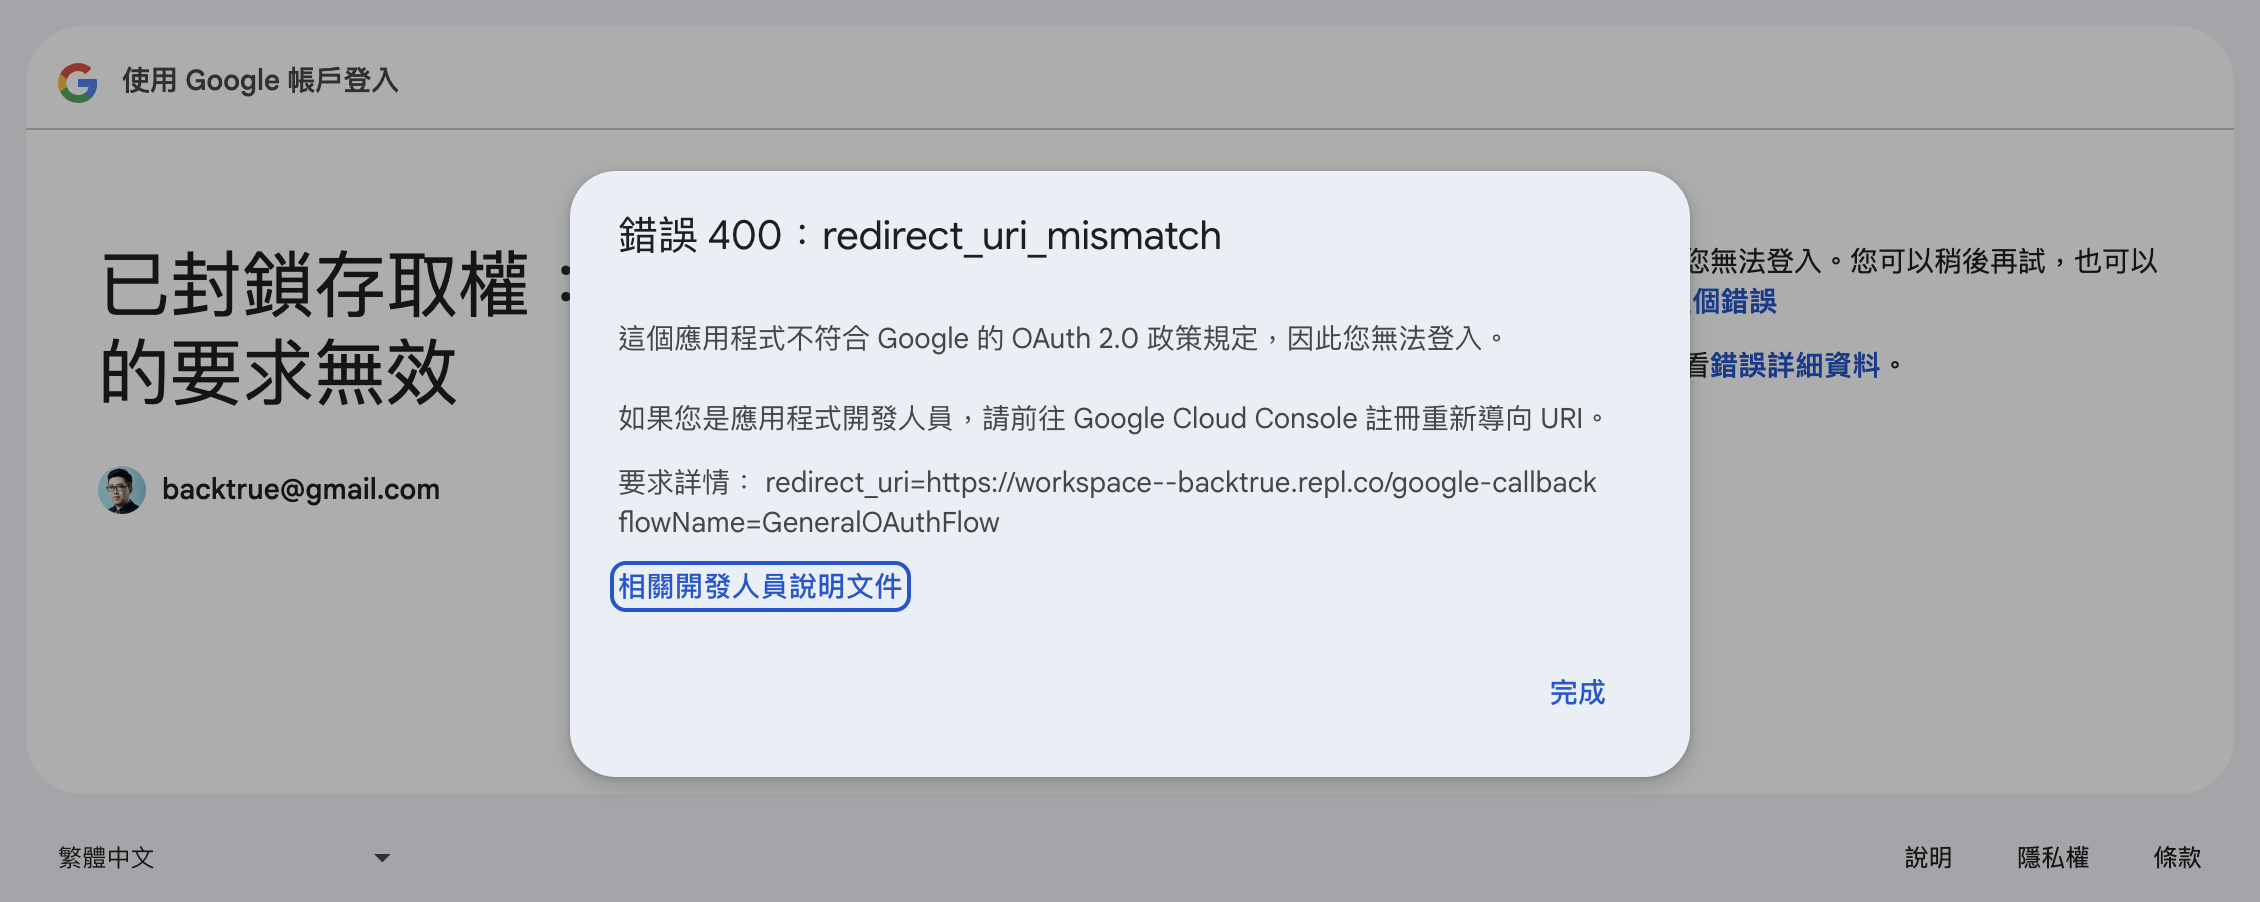 使用 Google 帳戶登入
已封鎖存取權：
的要求無效
backtrue@gmail.com
您無法登入。您可以稍後再試，也可以
個錯誤
看錯誤詳細資料。
錯誤 400：redirect_uri_mismatch
這個應用程式不符合 Google 的 OAuth 2.0 政策規定，因此您無法登入。
如果您是應用程式開發人員，請前往 Google Cloud Console 註冊重新導向 URI。
要求詳情： redirect_uri=https://workspace--backtrue.repl.co/google-callback
flowName=GeneralOAuthFlow
相關開發人員說明文件
完成
繁體中文
說明
隱私權
條款